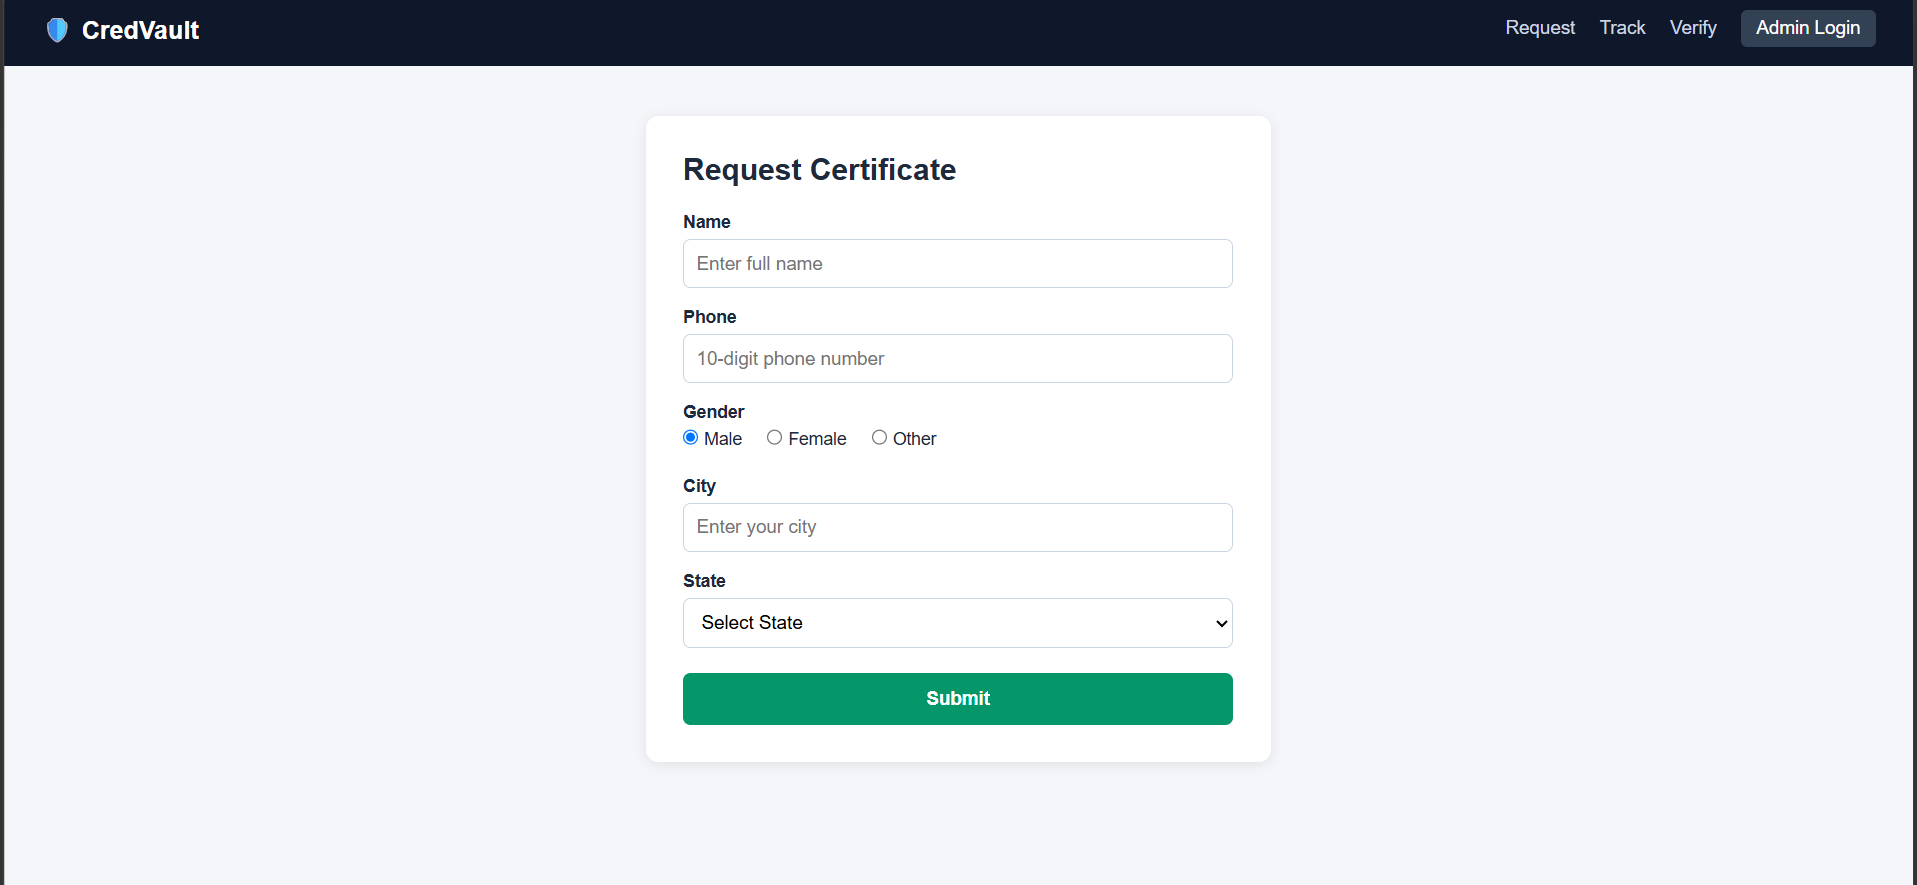 CredVault
Request Track Verify Admin Login
Request Certificate
Name
Enter full name
Phone
10-digit phone number
Gender
Male Female Other
City
Enter your city
State
Select State
Submit